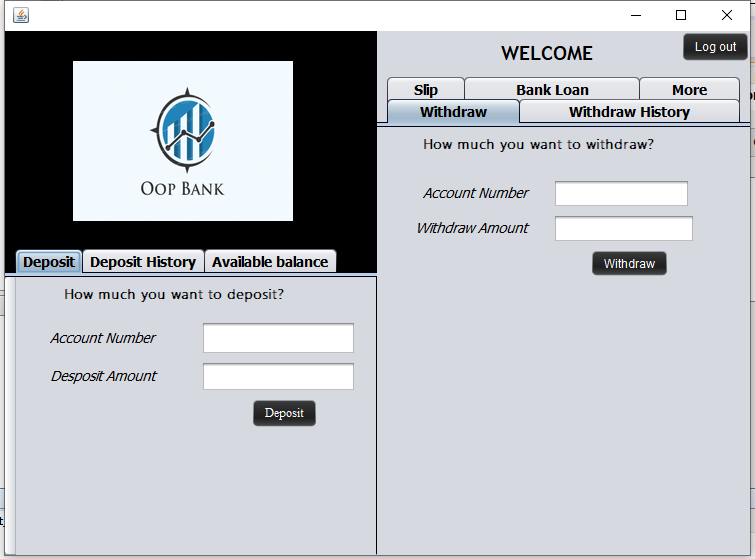 WELCOME
Log out
Slip
Bank Loan
More
Withdraw
Withdraw History
How much you want to withdraw?
Account Number
Withdraw Amount
Withdraw
OOP BANK
Deposit
Deposit History
Available balance
How much you want to deposit?
Account Number
Desposit Amount
Deposit